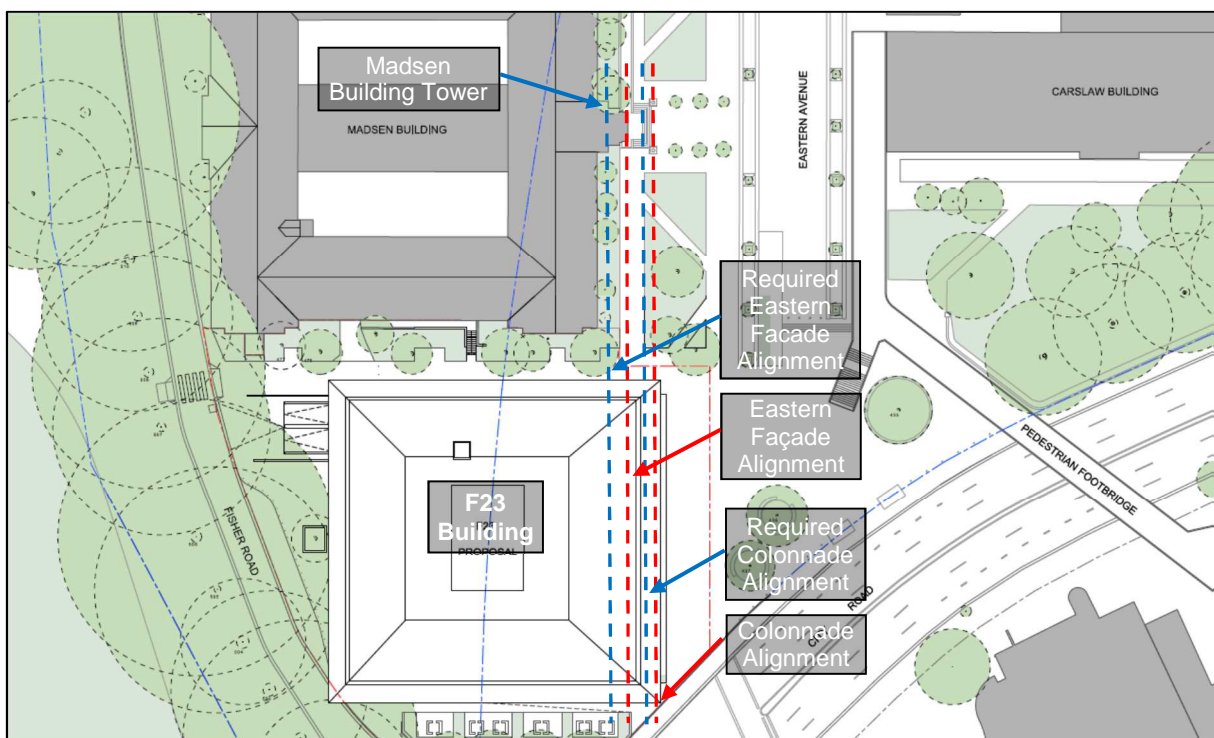 Madsen
Building Tower
MADSEN BUILDING
EASTERN AVENUE
CARSLAW BUILDING
Required
Eastern
Facade
Alignment
Eastern
Façade
Alignment
PEDESTRIAN FOOTBRIDGE
F23
Building
PROPOSAL
FISHER ROAD
Required
Colonnade
Alignment
ROAD
Colonnade
Alignment